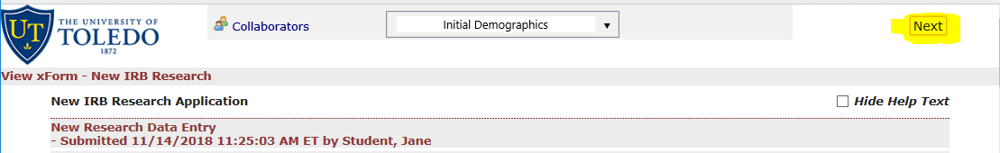 UT
THE UNIVERSITY OF
TOLEDO
1872
Collaborators
Initial Demographics
Next
View xForm - New IRB Research
New IRB Research Application
Hide Help Text
New Research Data Entry
- Submitted 11/14/2018 11:25:03 AM ET by Student, Jane